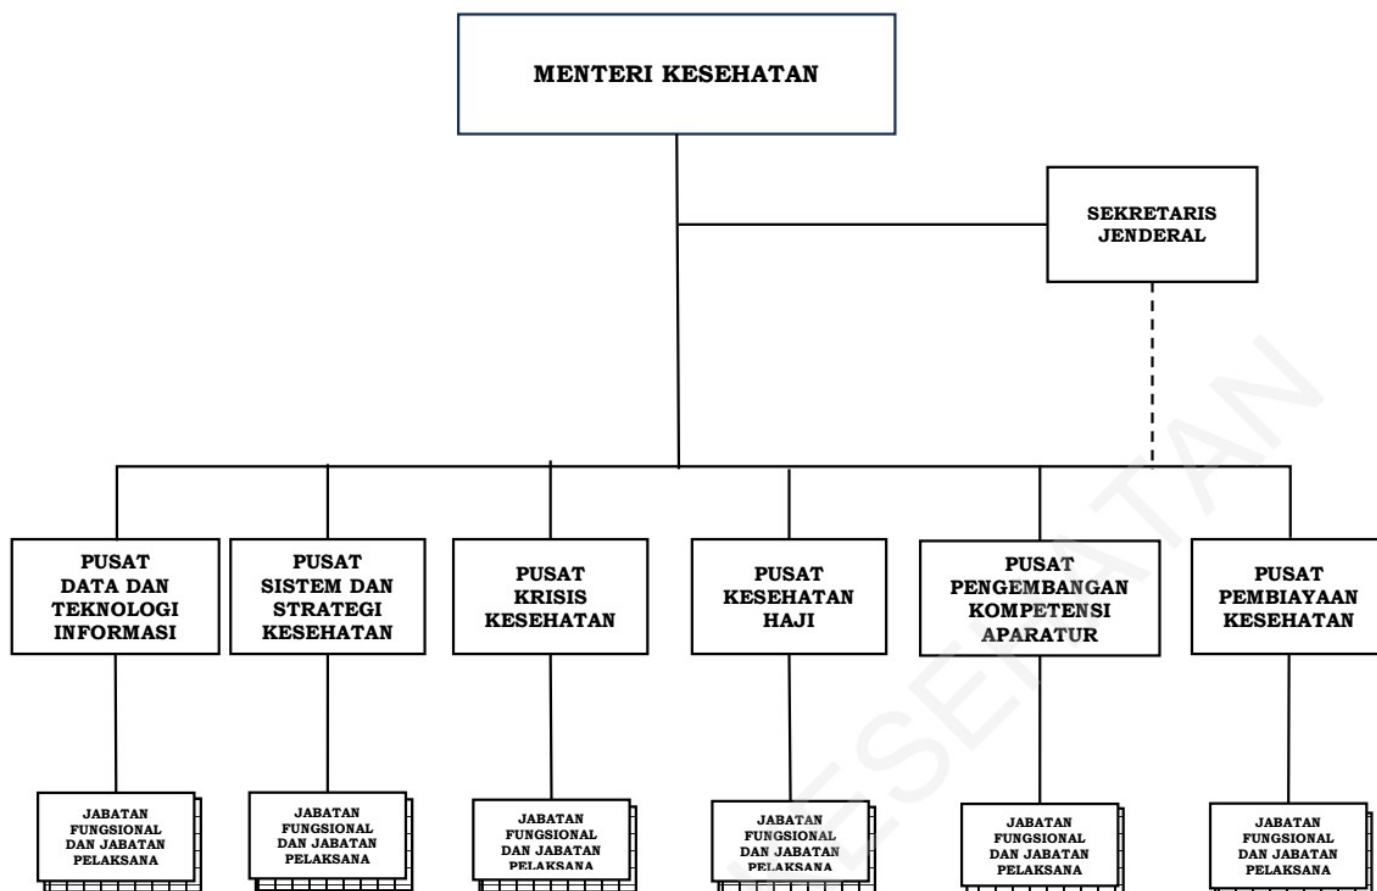 MENTERI KESEHATAN
SEKRETARIS
JENDERAL
PUSAT
DATA DAN
TEKNOLOGI
INFORMASI
PUSAT
SISTEM DAN
STRATEGI
KESEHATAN
PUSAT
KRISIS
KESEHATAN
PUSAT
KESEHATAN
HAJI
PUSAT
PENGEMBANGAN
KOMPETENSI
APARATUR
PUSAT
PEMBIAYAAN
KESEHATAN
JABATAN
FUNGSIONAL
DAN JABATAN
PELAKSANA
JABATAN
FUNGSIONAL
DAN JABATAN
PELAKSANA
JABATAN
FUNGSIONAL
DAN JABATAN
PELAKSANA
JABATAN
FUNGSIONAL
DAN JABATAN
PELAKSANA
JABATAN
FUNGSIONAL
DAN JABATAN
PELAKSANA
JABATAN
FUNGSIONAL
DAN JABATAN
PELAKSANA
KESEHATAN